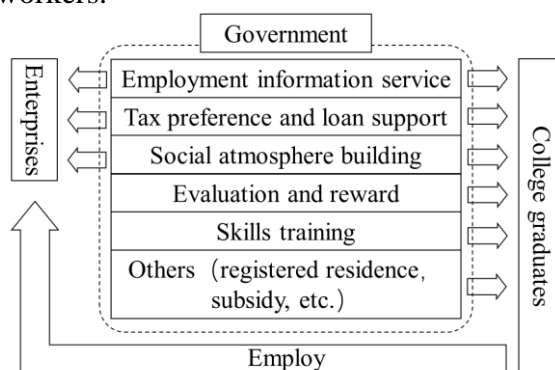 workers.
Government
Enterprises
Employment information service
Tax preference and loan support
Social atmosphere building
Evaluation and reward
Skills training
Others（registered residence,
subsidy, etc.）
College graduates
Employ